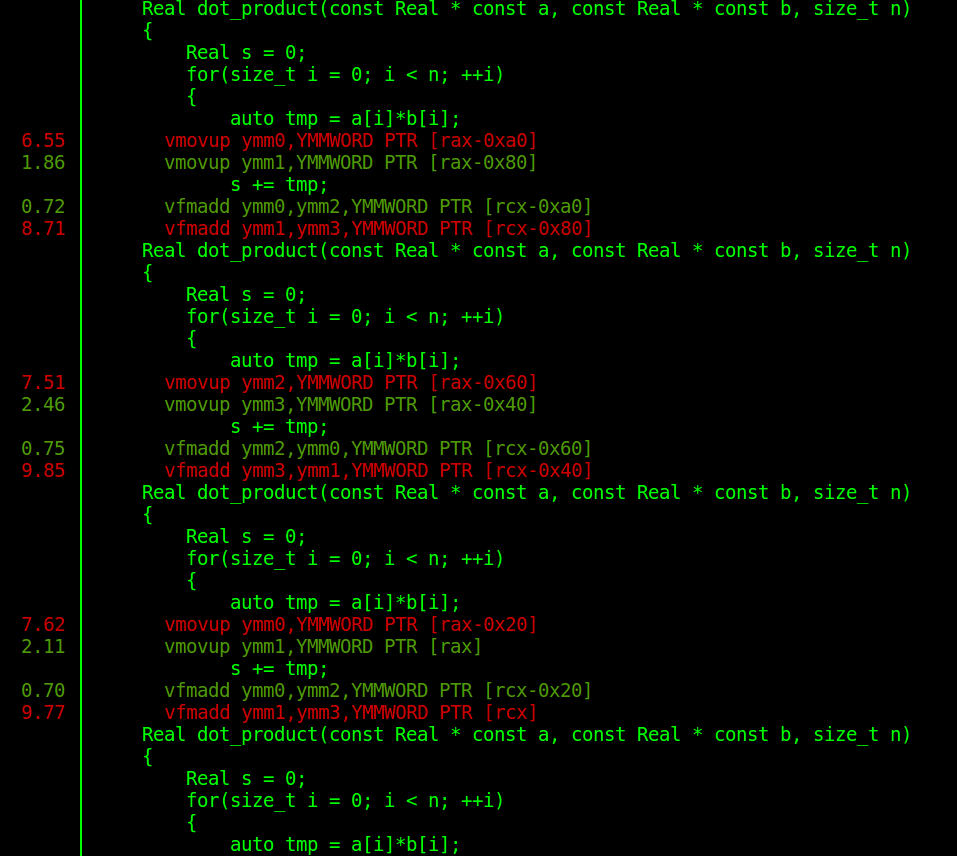 Real dot_product(const Real * const a, const Real * const b, size_t n)
{
Real s = 0;
for(size_t i = 0; i < n; ++i)
{
auto tmp = a[i]*b[i];
6.55 vmovup ymm0,YMMWORD PTR [rax-0xa0]
1.86 vmovup ymm1,YMMWORD PTR [rax-0x80]
s += tmp;
0.72 vfmadd ymm0,ymm2,YMMWORD PTR [rcx-0xa0]
8.71 vfmadd ymm1,ymm3,YMMWORD PTR [rcx-0x80]
Real dot_product(const Real * const a, const Real * const b, size_t n)
{
Real s = 0;
for(size_t i = 0; i < n; ++i)
{
auto tmp = a[i]*b[i];
7.51 vmovup ymm2,YMMWORD PTR [rax-0x60]
2.46 vmovup ymm3,YMMWORD PTR [rax-0x40]
s += tmp;
0.75 vfmadd ymm2,ymm0,YMMWORD PTR [rcx-0x60]
9.85 vfmadd ymm3,ymm1,YMMWORD PTR [rcx-0x40]
Real dot_product(const Real * const a, const Real * const b, size_t n)
{
Real s = 0;
for(size_t i = 0; i < n; ++i)
{
auto tmp = a[i]*b[i];
7.62 vmovup ymm0,YMMWORD PTR [rax-0x20]
2.11 vmovup ymm1,YMMWORD PTR [rax]
s += tmp;
0.70 vfmadd ymm0,ymm2,YMMWORD PTR [rcx-0x20]
9.77 vfmadd ymm1,ymm3,YMMWORD PTR [rcx]
Real dot_product(const Real * const a, const Real * const b, size_t n)
{
Real s = 0;
for(size_t i = 0; i < n; ++i)
{
auto tmp = a[i]*b[i];